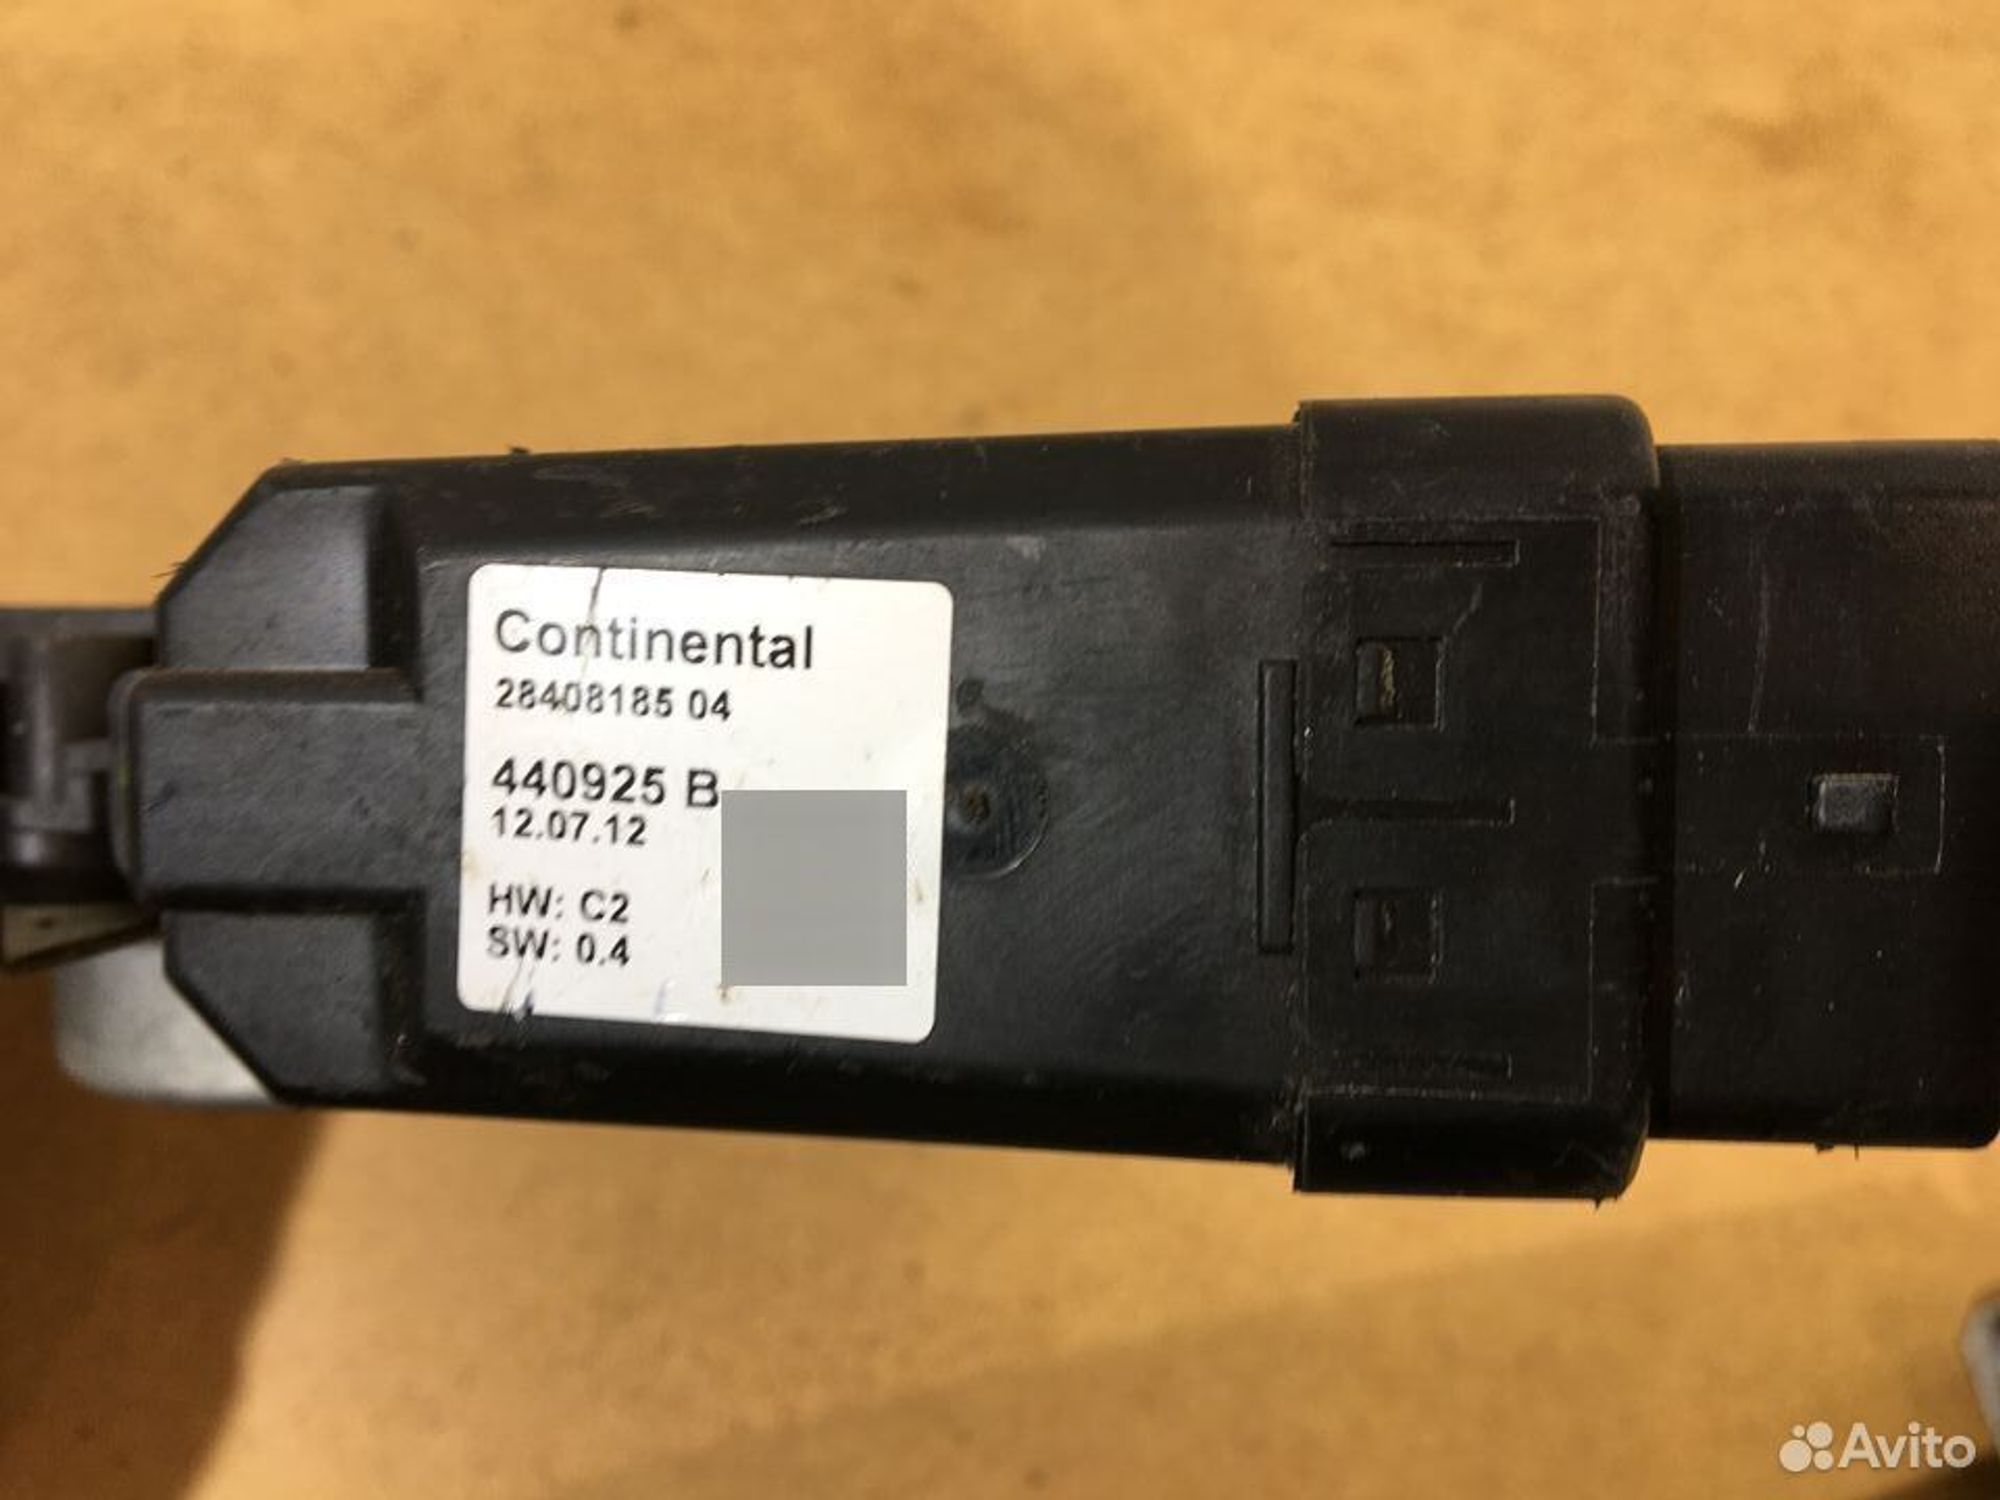 Continental
28408185 04
440925 B
12.07.12
HW: C2
SW: 0.4
Avito